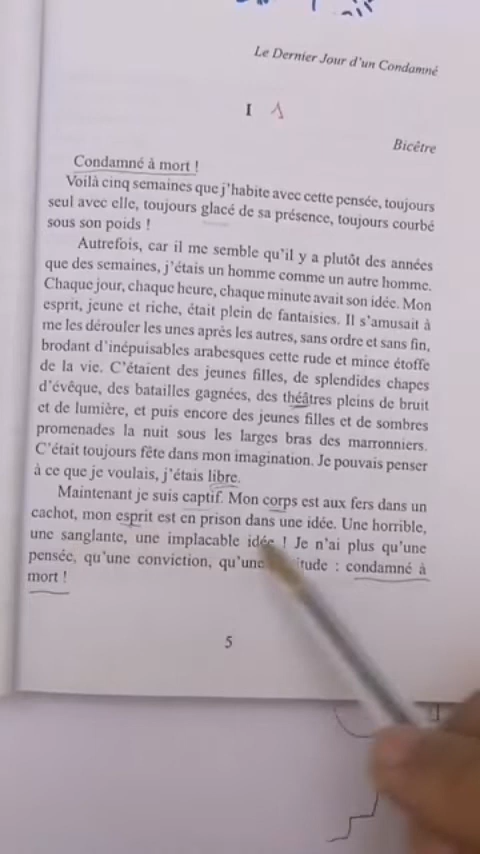 Le Dernier Jour d'un Condamné
I
Bicêtre
Condamné à mort !
Voilà cinq semaines que j'habite avec cette pensée, toujours
seul avec elle, toujours glacé de sa présence, toujours courbé
sous son poids !
Autrefois, car il me semble qu'il y a plutôt des années
que des semaines, j'étais un homme comme un autre homme.
Chaque jour, chaque heure, chaque minute avait son idée. Mon
esprit, jeune et riche, était plein de fantaisies. Il s'amusait à
me les dérouler les unes après les autres, sans ordre et sans fin,
brodant d'inépuisables arabesques cette rude et mince étoffe
de la vie. C'étaient des jeunes filles, de splendides chapes
d'évêque, des batailles gagnées, des théâtres pleins de bruit
et de lumière, et puis encore des jeunes filles et de sombres
promenades la nuit sous les larges bras des marronniers.
C'était toujours fête dans mon imagination. Je pouvais penser
à ce que je voulais, j'étais libre.
Maintenant je suis captif. Mon corps est aux fers dans un
cachot, mon esprit est en prison dans une idée. Une horrible,
une sanglante, une implacable idée ! Je n'ai plus qu'une
pensée, qu'une conviction, qu'une itude : condamné à
mort !
5